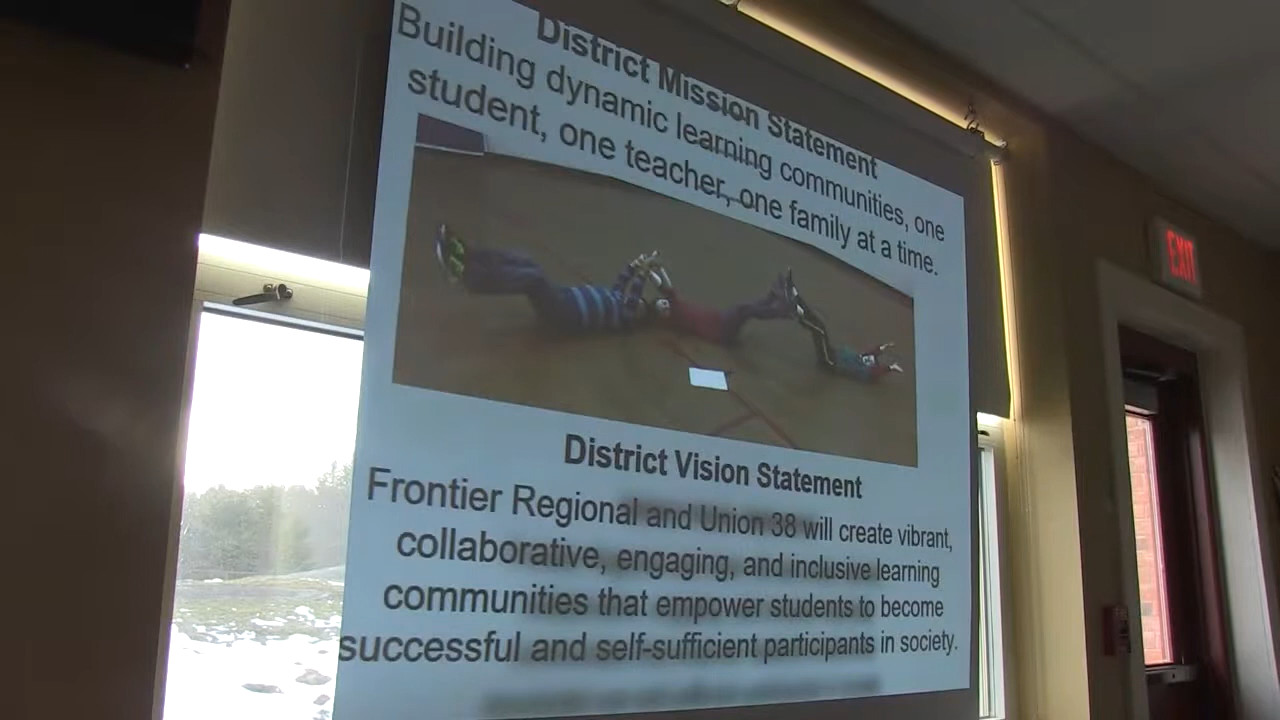 District Mission Statement
Building dynamic learning communities, one
student, one teacher, one family at a time.
District Vision Statement
Frontier Regional and Union 38 will create vibrant,
collaborative, engaging, and inclusive learning
communities that empower students to become
successful and self-sufficient participants in society.
EXIT